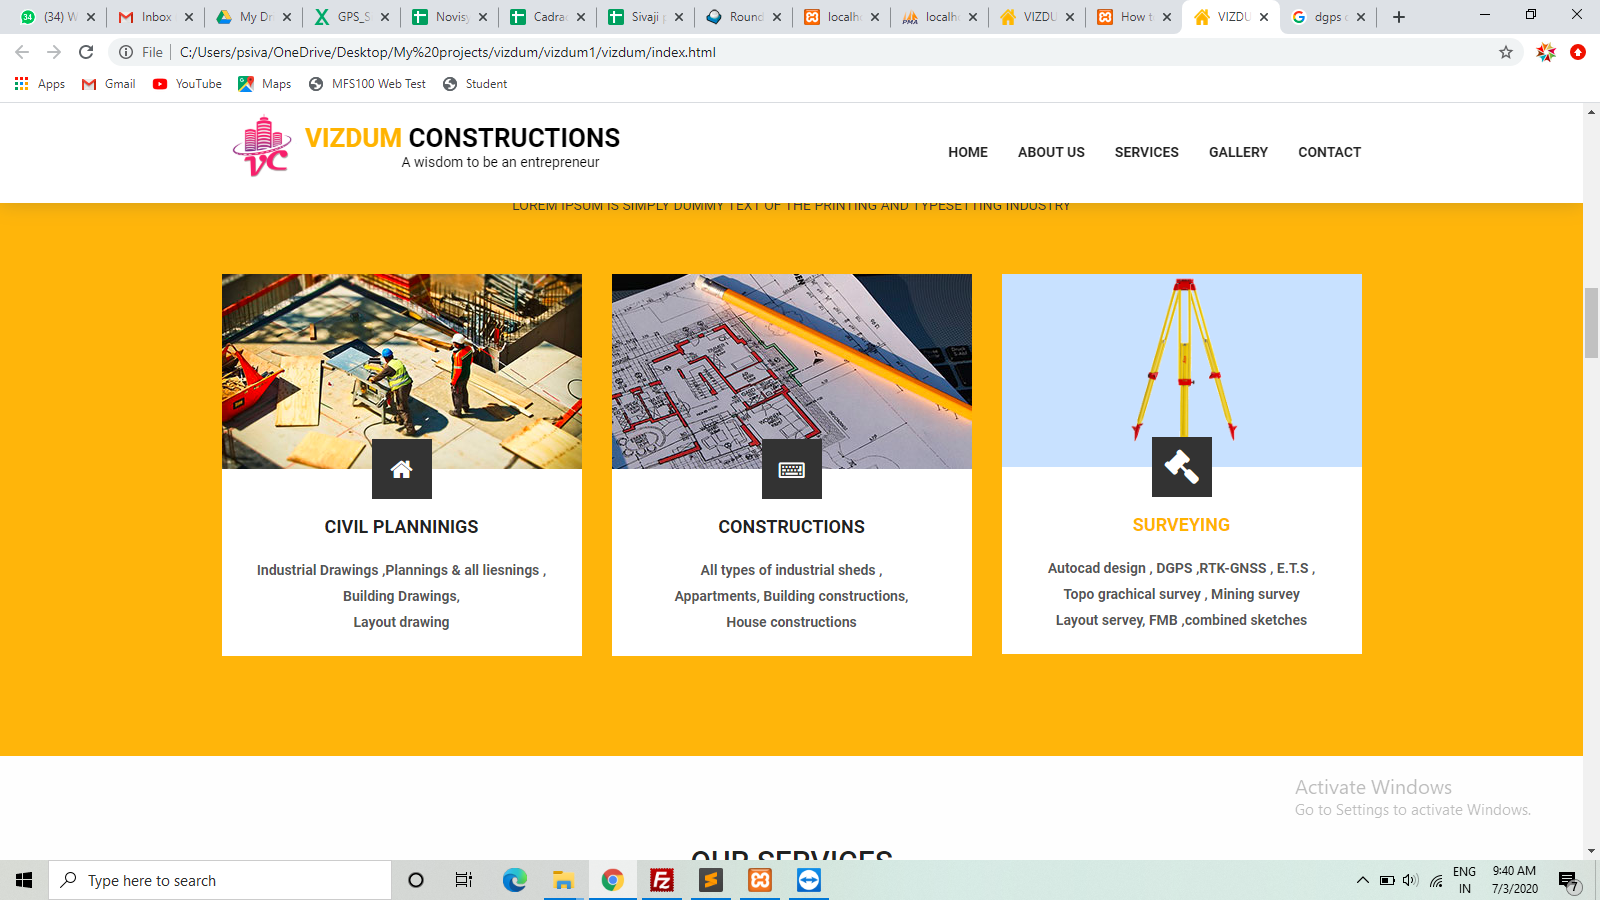 34 (34) W
Inbox
My Dr
GPS_S
Novis
Cadra
Sivaji p
Round
localho
localho
VIZDU
How t
VIZDU
dgps c
File C:/Users/psiva/OneDrive/Desktop/My%20projects/vizdum/vizdum1/vizdum/index.html
Apps Gmail YouTube Maps MFS100 Web Test Student
VC VIZDUM CONSTRUCTIONS
A wisdom to be an entrepreneur
HOME ABOUT US SERVICES GALLERY CONTACT
LOREM IPSUM IS SIMPLY DUMMY TEXT OF THE PRINTING AND TYPESETTING INDUSTRY
CIVIL PLANNINIGS
Industrial Drawings ,Plannings & all liesnings ,
Building Drawings,
Layout drawing
CONSTRUCTIONS
All types of industrial sheds ,
Appartments, Building constructions,
House constructions
SURVEYING
Autocad design , DGPS ,RTK-GNSS , E.T.S ,
Topo grachical survey , Mining survey
Layout servey, FMB ,combined sketches
Activate Windows
Go to Settings to activate Windows.
OUR SERVICES
Type here to search
ENG
IN
9:40 AM
7/3/2020
7